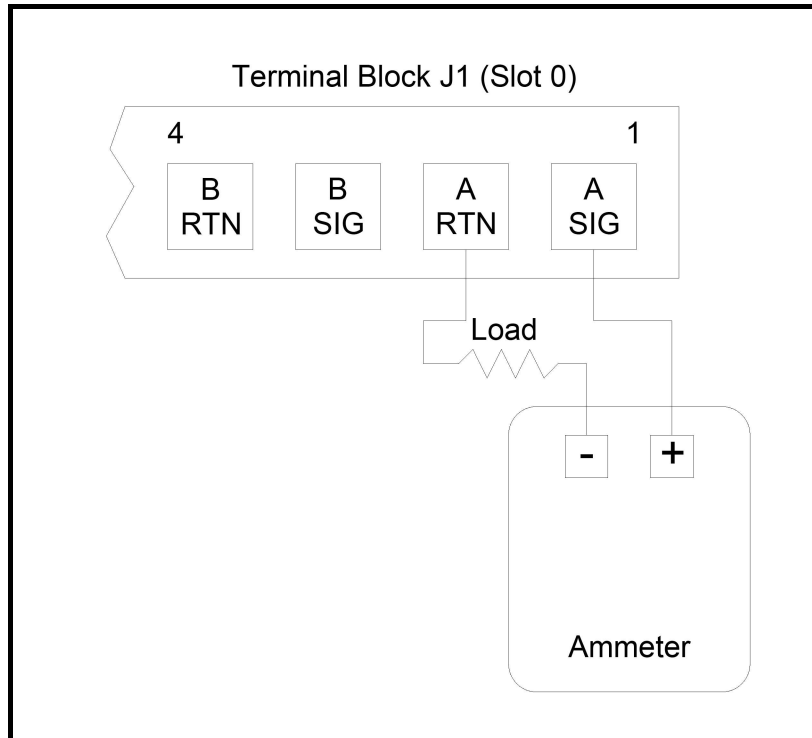 Terminal Block J1 (Slot 0)
4 1
B B A A
RTN SIG RTN SIG
Load
- +
Ammeter